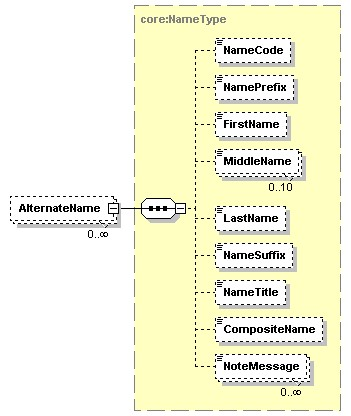 core:NameType
NameCode
NamePrefix
FirstName
MiddleName
0..10
AlternateName
0..∞
LastName
NameSuffix
NameTitle
CompositeName
NoteMessage
0..∞